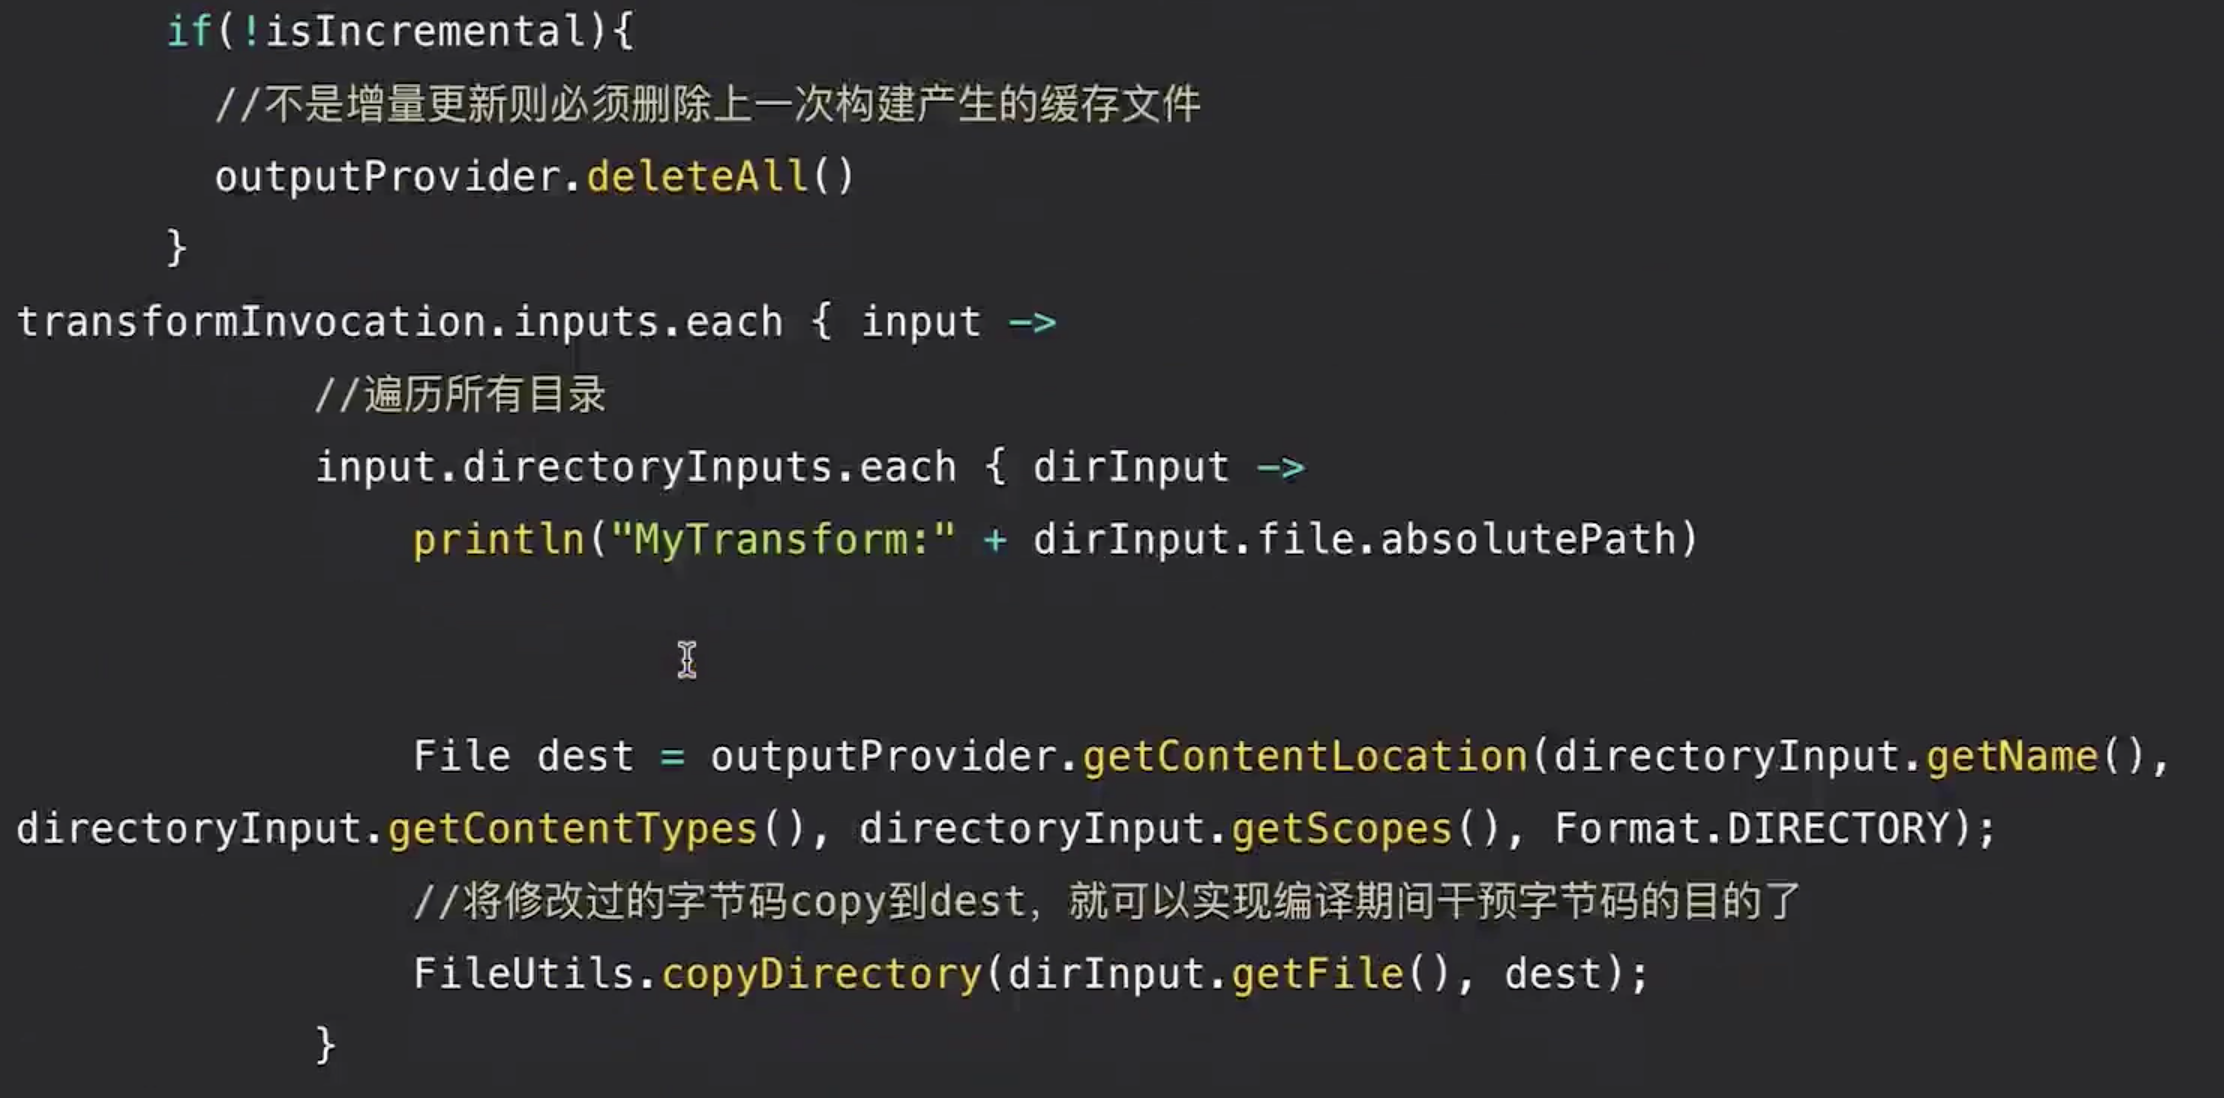 if(!isIncremental){
//不是增量更新则必须删除上一次构建产生的缓存文件
outputProvider.deleteAll()
}
transformInvocation.inputs.each { input ->
//遍历所有目录
input.directoryInputs.each { dirInput ->
println("MyTransform:" + dirInput.file.absolutePath)
File dest = outputProvider.getContentLocation(directoryInput.getName(),
directoryInput.getContentTypes(), directoryInput.getScopes(), Format.DIRECTORY);
//将修改过的字节码copy到dest，就可以实现编译期间干预字节码的目的了
FileUtils.copyDirectory(dirInput.getFile(), dest);
}